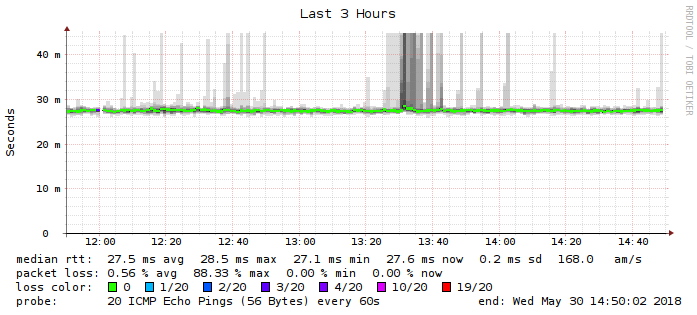 Last 3 Hours
RRDTOOL / TOBI OETIKER
Seconds
40 m
30 m
20 m
10 m
0
12:00 12:20 12:40 13:00 13:20 13:40 14:00 14:20 14:40
median rtt: 27.5 ms avg 28.5 ms max 27.1 ms min 27.6 ms now 0.2 ms sd 168.0 am/s
packet loss: 0.56 % avg 88.33 % max 0.00 % min 0.00 % now
loss color: 0 1/20 2/20 3/20 4/20 10/20 19/20
probe: 20 ICMP Echo Pings (56 Bytes) every 60s end: Wed May 30 14:50:02 2018